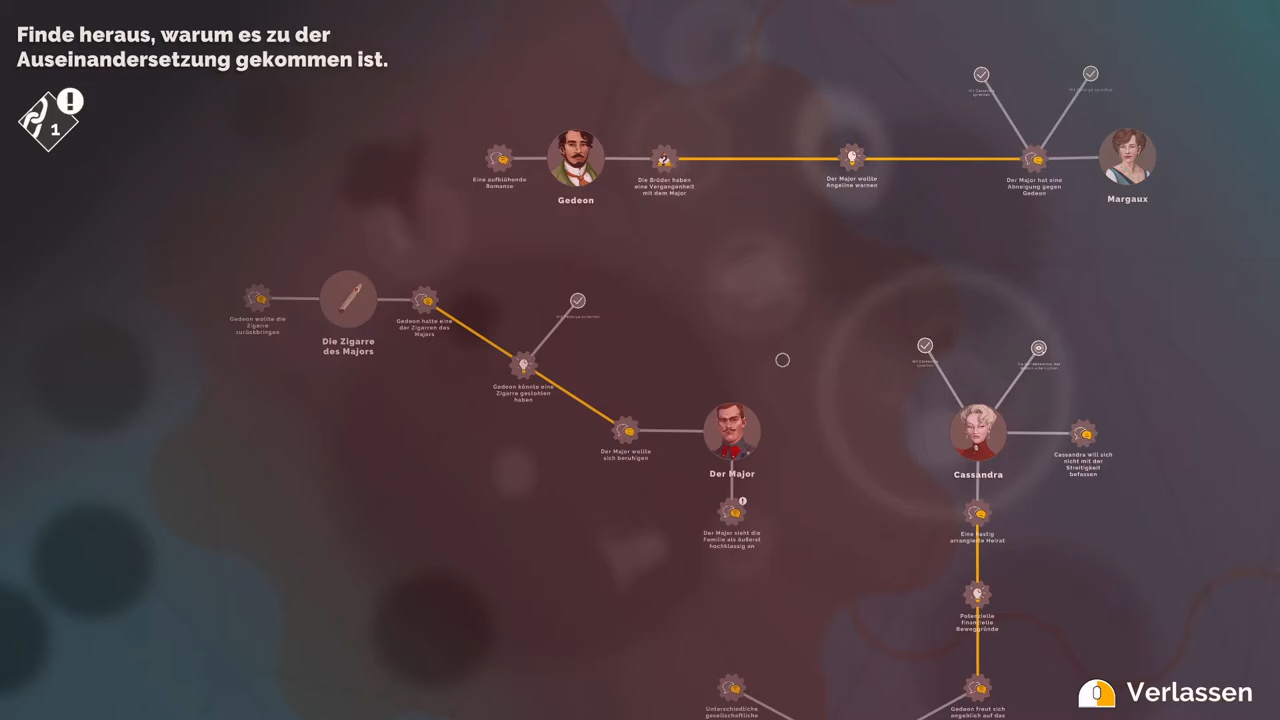 Finde heraus, warum es zu der
Auseinandersetzung gekommen ist.
1
Eine aufblühende
Romanze
Gedeon
Die Brüder haben
eine Vergangenheit
mit dem Major
Der Major wollte
Angeline warnen
Der Major hat eine
Abneigung gegen
Gedeon
Margaux
Gedeon wollte die
Zigarre
zurückbringen
Die Zigarre
des Majors
Gedeon hatte eine
der Zigarren des
Majors
Gedeon könnte eine
Zigarre gestohlen
haben
Der Major wollte
sich beruhigen
Der Major
Der Major sieht die
Familie als äußerst
hochklassig an
Cassandra
Cassandra will sich
nicht mit der
Streitigkeit
befassen
Eine hastig
arrangierte Heirat
Potenzielle
finanzielle
Beweggründe
Unterschiedliche
gesellschaftliche
Gedeon freut sich
angeblich auf das
Verlassen